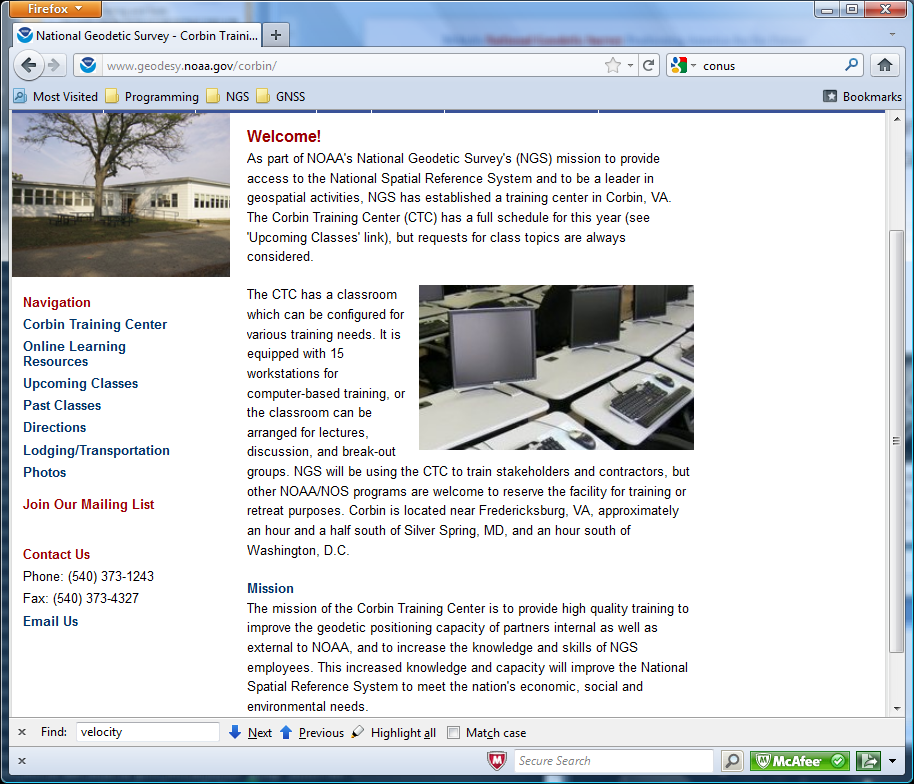 Firefox
National Geodetic Survey - Corbin Traini...
www.geodesy.noaa.gov/corbin/
conus
Most Visited
Programming
NGS
GNSS
Bookmarks
Navigation
Corbin Training Center
Online Learning
Resources
Upcoming Classes
Past Classes
Directions
Lodging/Transportation
Photos
Join Our Mailing List
Contact Us
Phone: (540) 373-1243
Fax: (540) 373-4327
Email Us
Welcome!
As part of NOAA's National Geodetic Survey's (NGS) mission to provide
access to the National Spatial Reference System and to be a leader in
geospatial activities, NGS has established a training center in Corbin, VA.
The Corbin Training Center (CTC) has a full schedule for this year (see
'Upcoming Classes' link), but requests for class topics are always
considered.
The CTC has a classroom
which can be configured for
various training needs. It is
equipped with 15
workstations for
computer-based training, or
the classroom can be
arranged for lectures,
discussion, and break-out
groups. NGS will be using the CTC to train stakeholders and contractors, but
other NOAA/NOS programs are welcome to reserve the facility for training or
retreat purposes. Corbin is located near Fredericksburg, VA, approximately
an hour and a half south of Silver Spring, MD, and an hour south of
Washington, D.C.
Mission
The mission of the Corbin Training Center is to provide high quality training to
improve the geodetic positioning capacity of partners internal as well as
external to NOAA, and to increase the knowledge and skills of NGS
employees. This increased knowledge and capacity will improve the National
Spatial Reference System to meet the nation's economic, social and
environmental needs.
Find: velocity
Next
Previous
Highlight all
Match case
Secure Search
McAfee